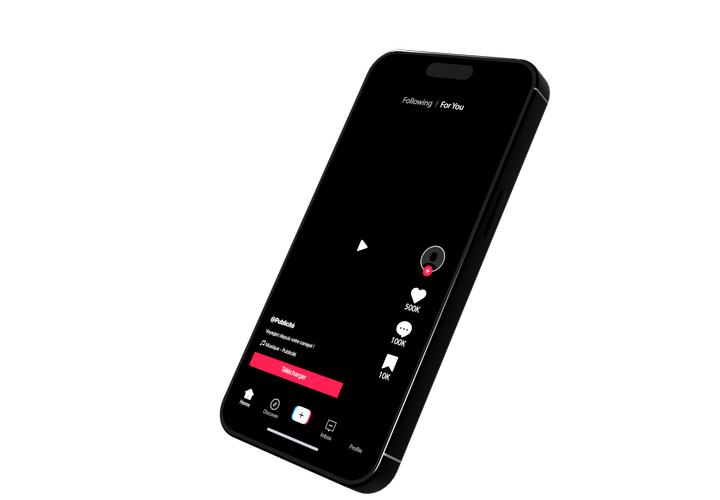 Following | For You
500K
100K
10K
@Publicité
Voyagez depuis votre canapé !
Musique - Publicité
Télécharger
Home
Discover
Inbox
Profile